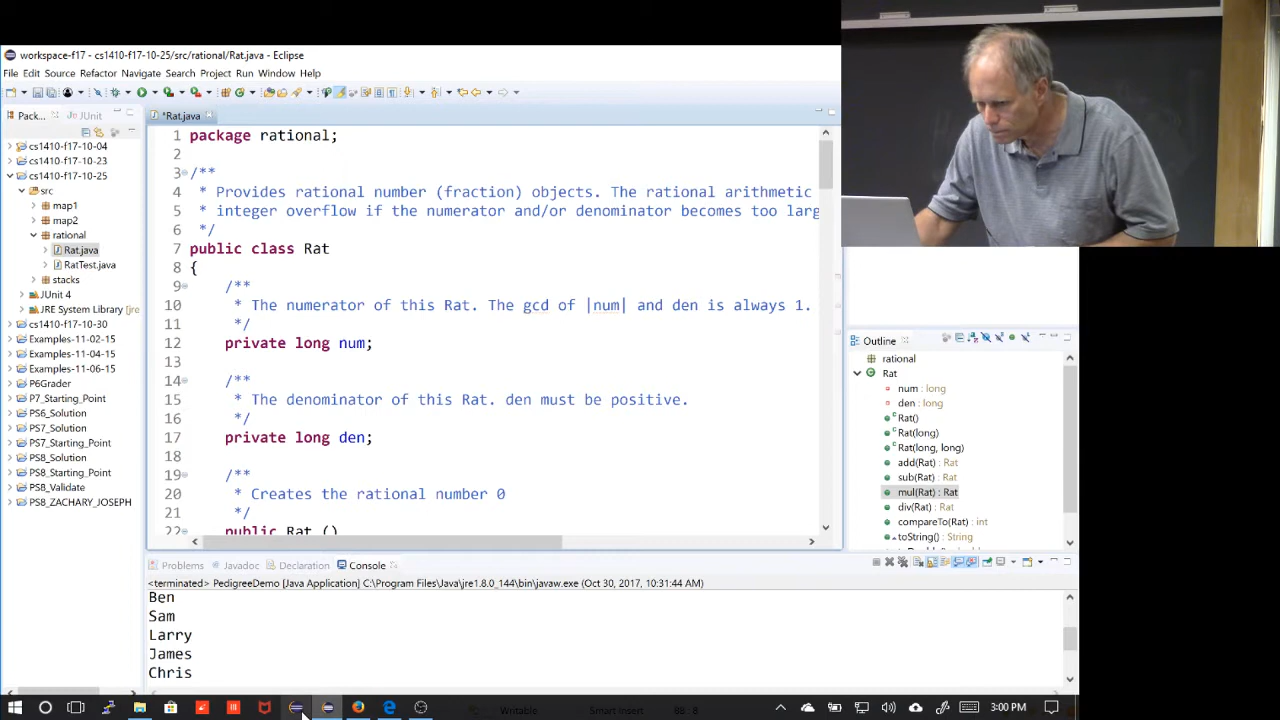 workspace-f17 - cs1410-f17-10-25/src/rational/Rat.java - Eclipse
File Edit Source Refactor Navigate Search Project Run Window Help
Pack...
JUnit
*Rat.java
cs1410-f17-10-04
cs1410-f17-10-23
cs1410-f17-10-25
src
map1
map2
rational
Rat.java
RatTest.java
stacks
JUnit 4
JRE System Library [jre
cs1410-f17-10-30
Examples-11-02-15
Examples-11-04-15
Examples-11-06-15
P6Grader
P7_Starting_Point
PS6_Solution
PS7_Solution
PS7_Starting_Point
PS8_Solution
PS8_Starting_Point
PS8_Validate
PS8_ZACHARY_JOSEPH
1 package rational;
2
3 /**
4 * Provides rational number (fraction) objects. The rational arithmetic
5 * integer overflow if the numerator and/or denominator becomes too larg
6 */
7 public class Rat
8 {
9 /**
10 * The numerator of this Rat. The gcd of |num| and den is always 1.
11 */
12 private long num;
13
14 /**
15 * The denominator of this Rat. den must be positive.
16 */
17 private long den;
18
19 /**
20 * Creates the rational number 0
21 */
22 public Rat ()
Outline
rational
Rat
num : long
den : long
Rat()
Rat(long)
Rat(long, long)
add(Rat) : Rat
sub(Rat) : Rat
mul(Rat) : Rat
div(Rat) : Rat
compareTo(Rat) : int
toString() : String
Problems
Javadoc
Declaration
Console
<terminated> PedigreeDemo [Java Application] C:\Program Files\Java\jre1.8.0_144\bin\javaw.exe (Oct 30, 2017, 10:31:44 AM)
Ben
Sam
Larry
James
Chris
Writable
Smart Insert
3:00 PM